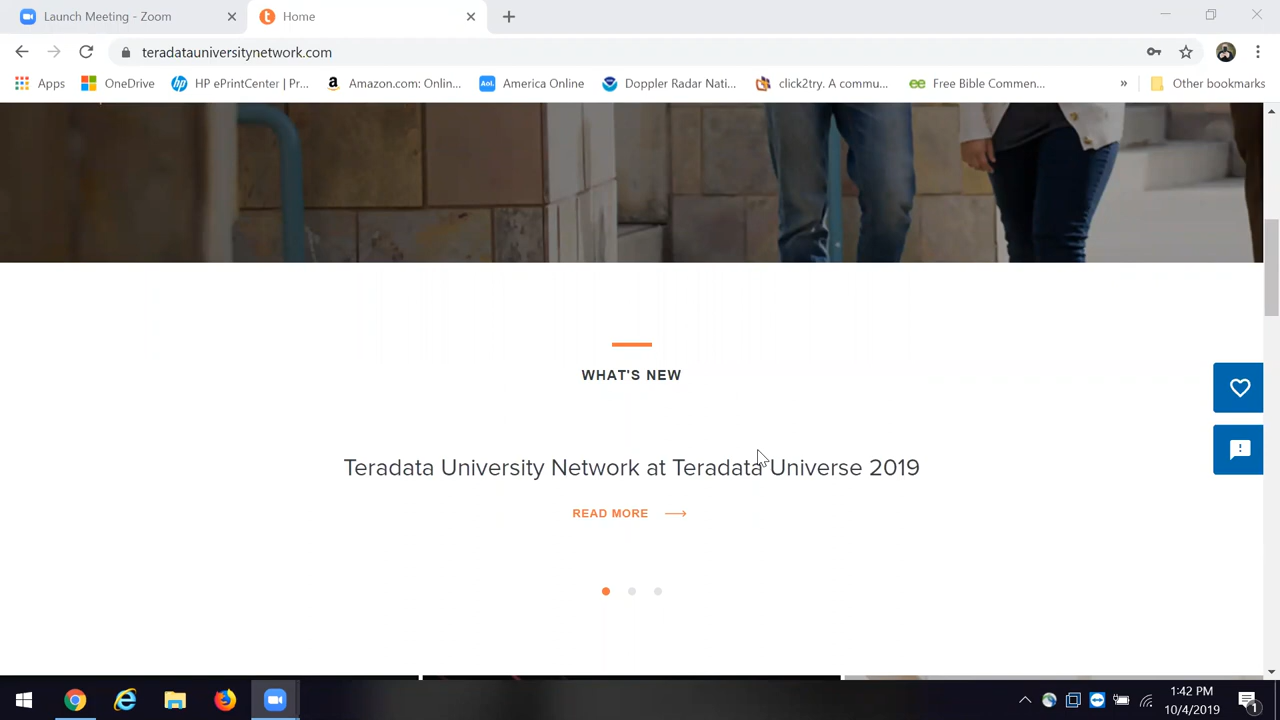 Launch Meeting - Zoom
Home
teradatauniversitynetwork.com
Apps
OneDrive
HP ePrintCenter | Pr...
Amazon.com: Onlin...
America Online
Doppler Radar Nati...
click2try. A commu...
Free Bible Commen...
»
Other bookmarks
WHAT'S NEW
Teradata University Network at Teradata Universe 2019
READ MORE
1:42 PM
10/4/2019
1